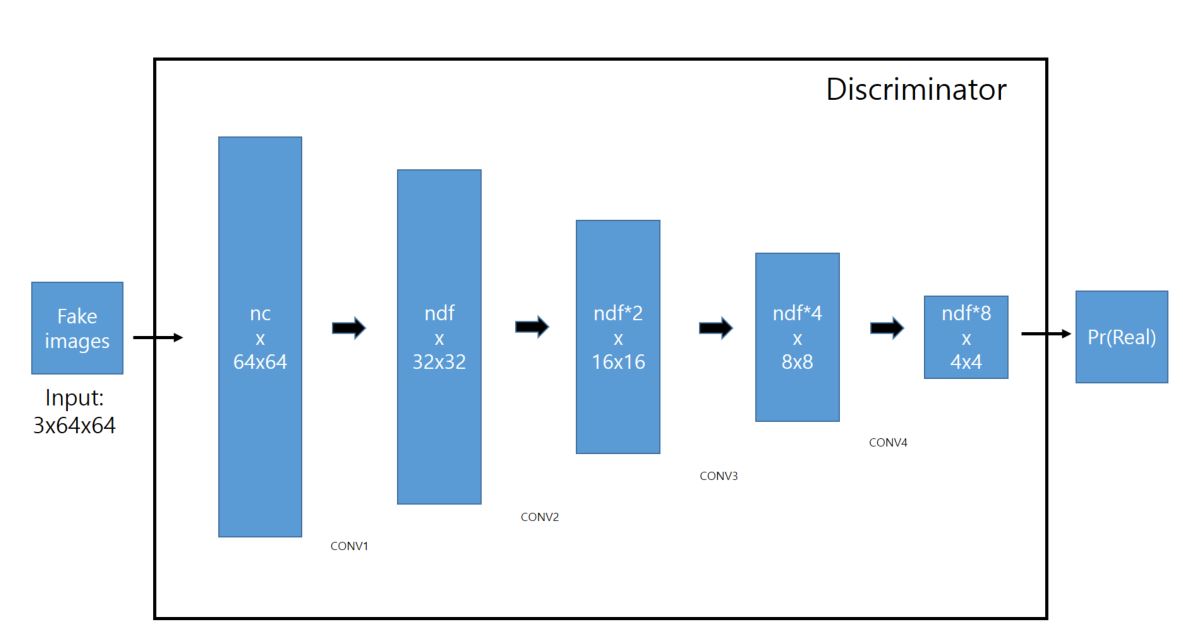 Discriminator
Fake
images
Input:
3x64x64
nc
x
64x64
CONV1
ndf
x
32x32
CONV2
ndf*2
x
16x16
CONV3
ndf*4
x
8x8
CONV4
ndf*8
x
4x4
Pr(Real)